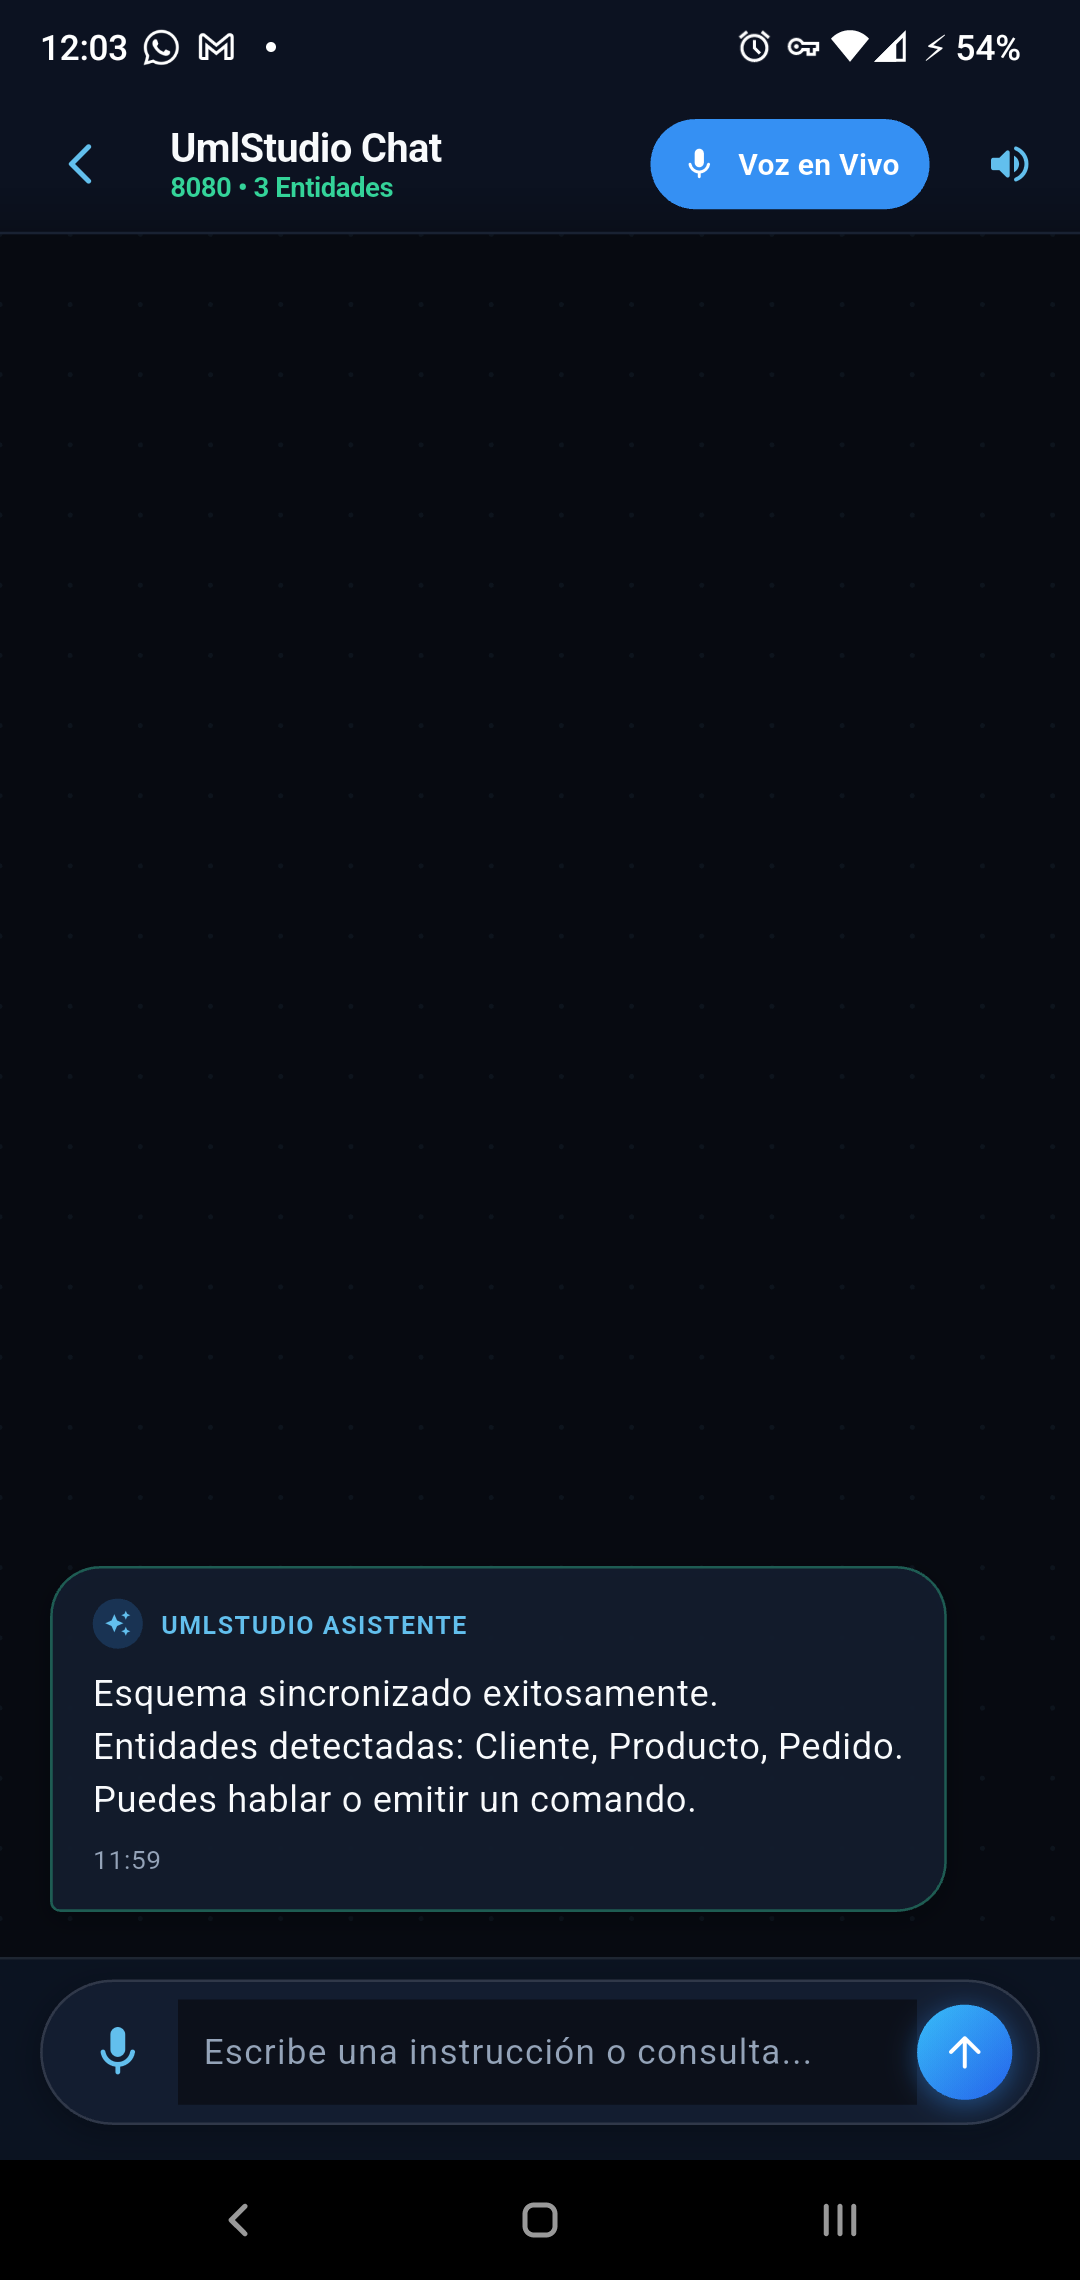 12:03
54%
UmlStudio Chat
8080 • 3 Entidades
Voz en Vivo
UMLSTUDIO ASISTENTE
Esquema sincronizado exitosamente.
Entidades detectadas: Cliente, Producto, Pedido.
Puedes hablar o emitir un comando.
11:59
Escribe una instrucción o consulta...